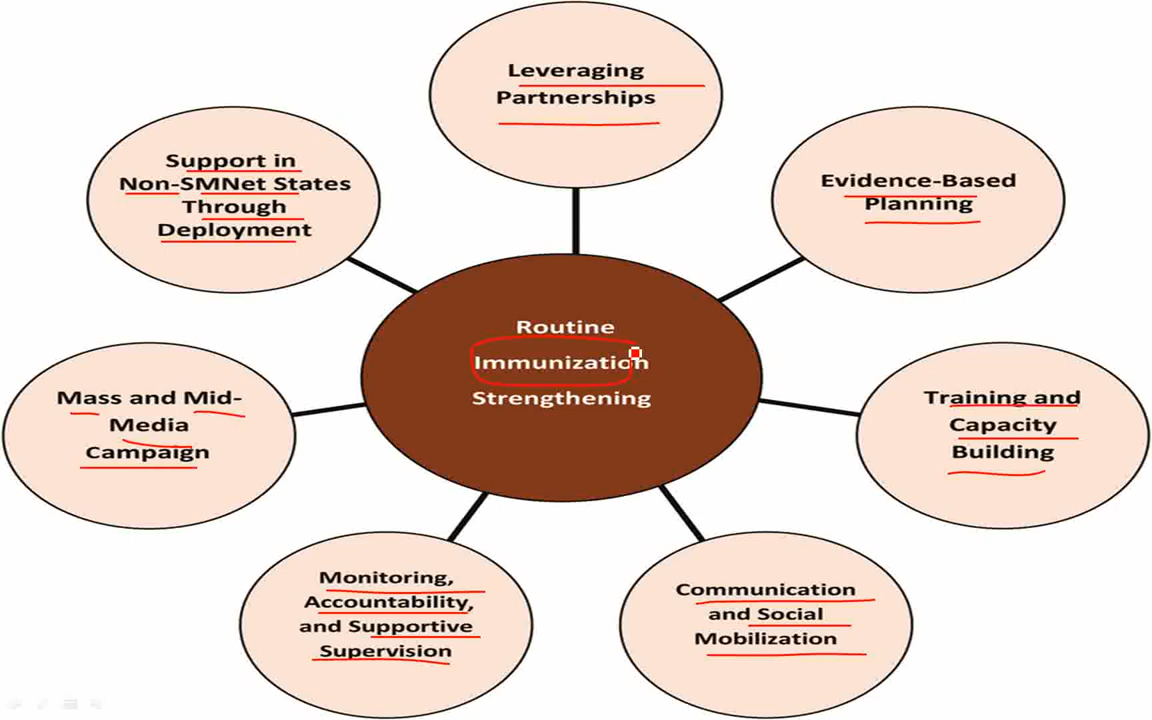 Leveraging
Partnerships
Evidence-Based
Planning
Training and
Capacity
Building
Communication
and Social
Mobilization
Monitoring,
Accountability,
and Supportive
Supervision
Mass and Mid-
Media
Campaign
Support in
Non-SMNet States
Through
Deployment
Routine
Immunization
Strengthening